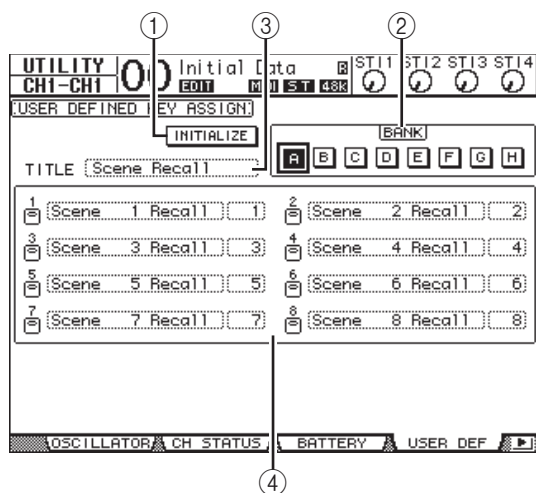 ① ③ ②
UTILITY 00 Initial Data R ST1 ST2 ST3 ST4
CH1-CH1 EDIT ST 48K
USER DEFINED KEY ASSIGN
INITIALIZE BANK
TITLE Scene Recall A B C D E F G H
1 Scene 1 Recall 1 2 Scene 2 Recall 2
3 Scene 3 Recall 3 4 Scene 4 Recall 4
5 Scene 5 Recall 5 6 Scene 6 Recall 6
7 Scene 7 Recall 7 8 Scene 8 Recall 8
OSCILLATOR CH STATUS BATTERY USER DEF
④